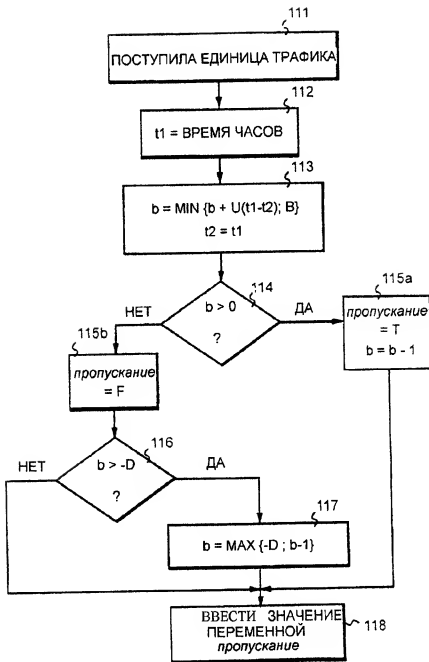 111
ПОСТУПИЛА ЕДИНИЦА ТРАФИКА
112
t1 = ВРЕМЯ ЧАСОВ
113
b = MIN {b + U(t1-t2); B}
t2 = t1
114
b > 0
?
НЕТ
ДА
115a
пропускание
= T
b = b - 1
115b
пропускание
= F
116
b > -D
?
НЕТ
ДА
117
b = MAX {-D ; b-1}
ВВЕСТИ ЗНАЧЕНИЕ
ПЕРЕМЕННОЙ
пропускание
118